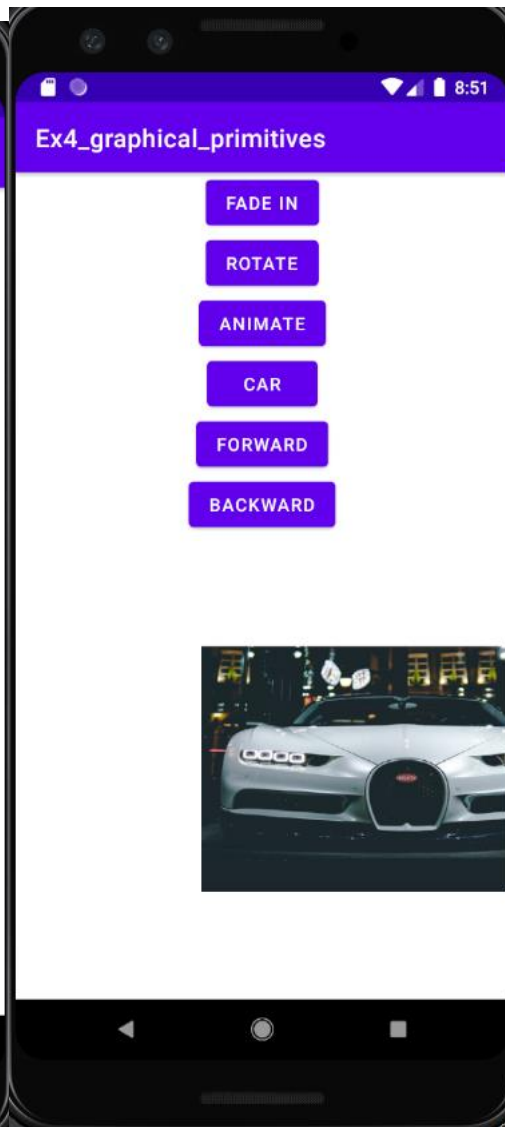 8:51
Ex4_graphical_primitives
FADE IN
ROTATE
ANIMATE
CAR
FORWARD
BACKWARD